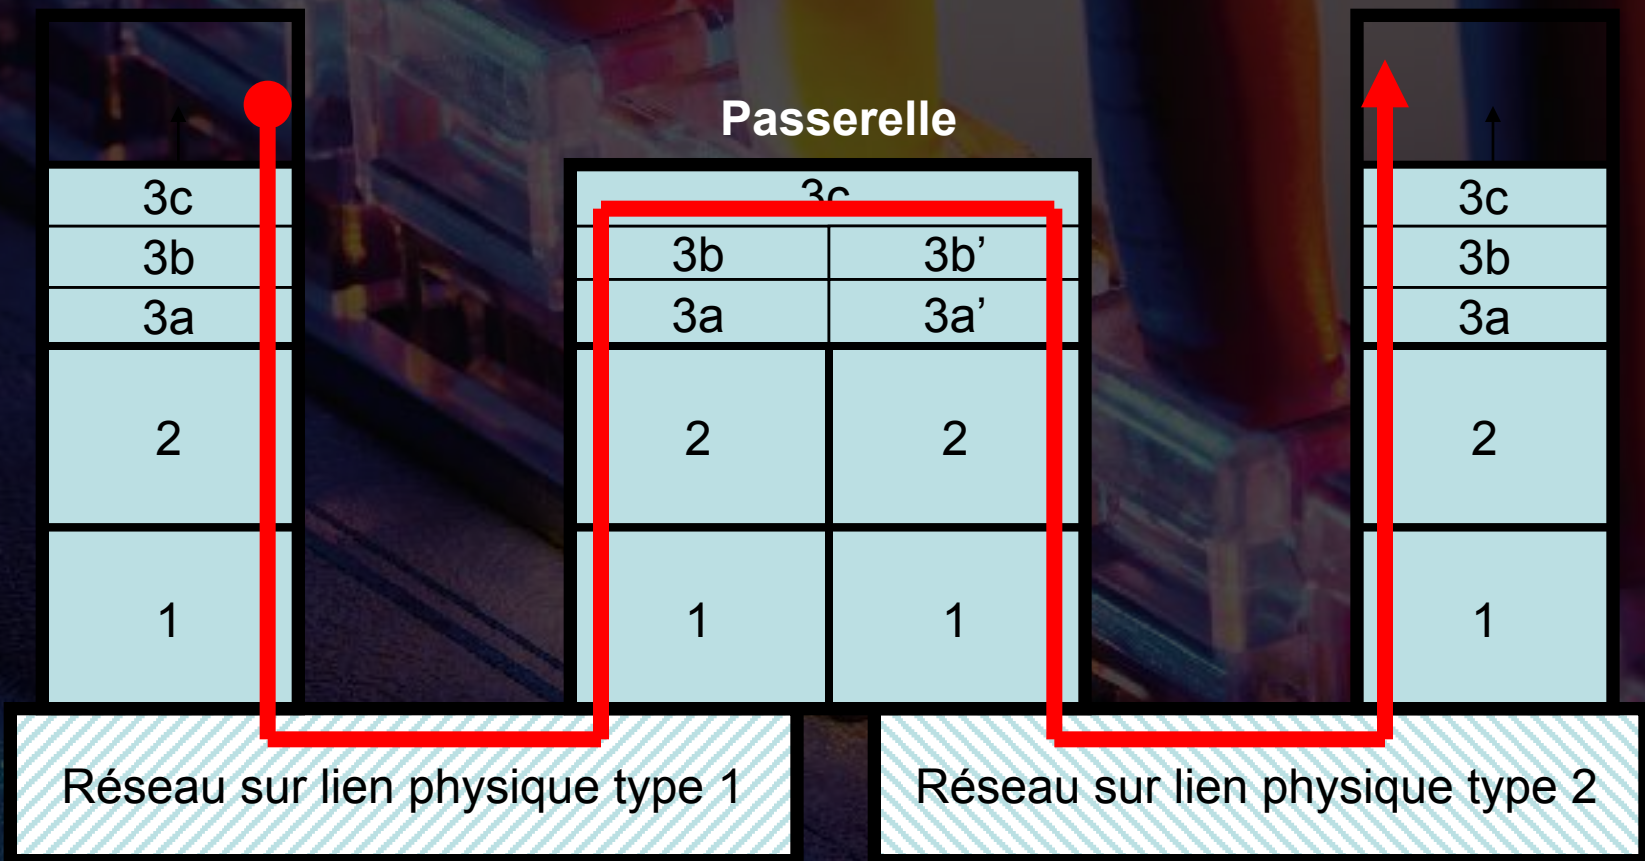 Passerelle
3c
3b
3a
2
1
3c
3b 3b’
3a 3a’
2 2
1 1
3c
3b
3a
2
1
Réseau sur lien physique type 1
Réseau sur lien physique type 2